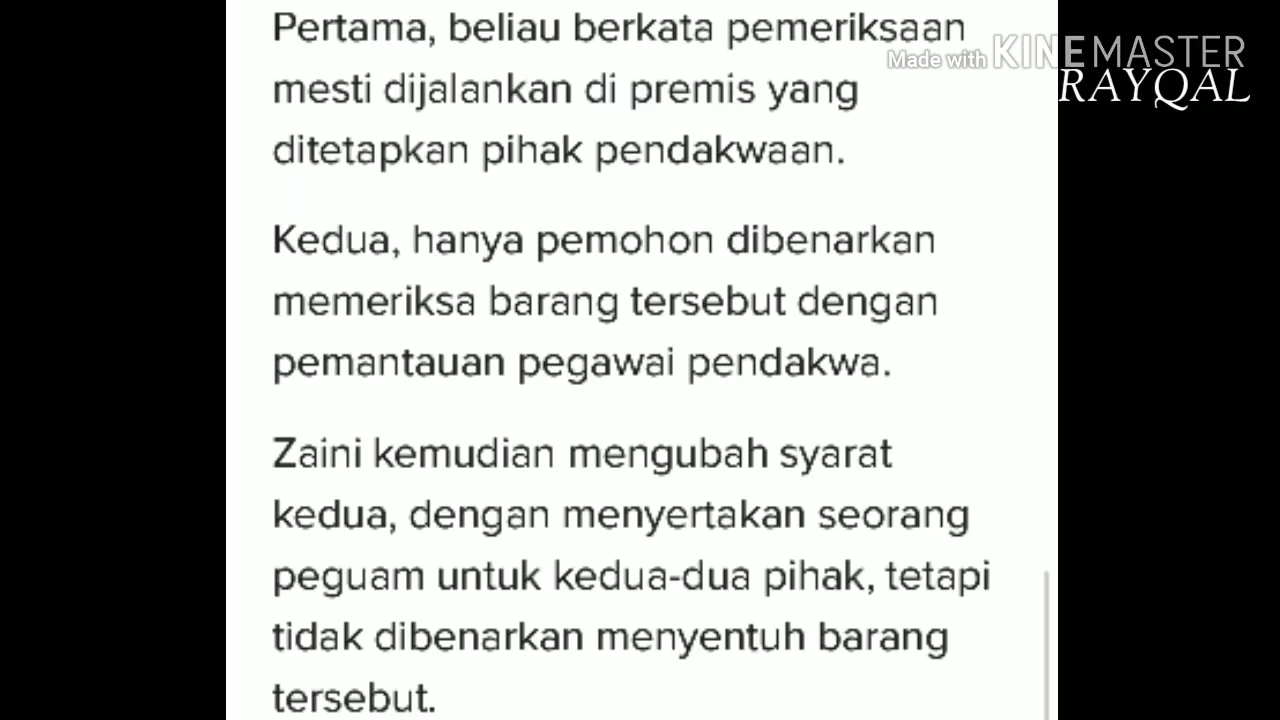 Pertama, beliau berkata pemeriksaan
mesti dijalankan di premis yang
ditetapkan pihak pendakwaan.
Kedua, hanya pemohon dibenarkan
memeriksa barang tersebut dengan
pemantauan pegawai pendakwa.
Zaini kemudian mengubah syarat
kedua, dengan menyertakan seorang
peguam untuk kedua-dua pihak, tetapi
tidak dibenarkan menyentuh barang
tersebut.
Made with KINEMASTER
RAYQAL